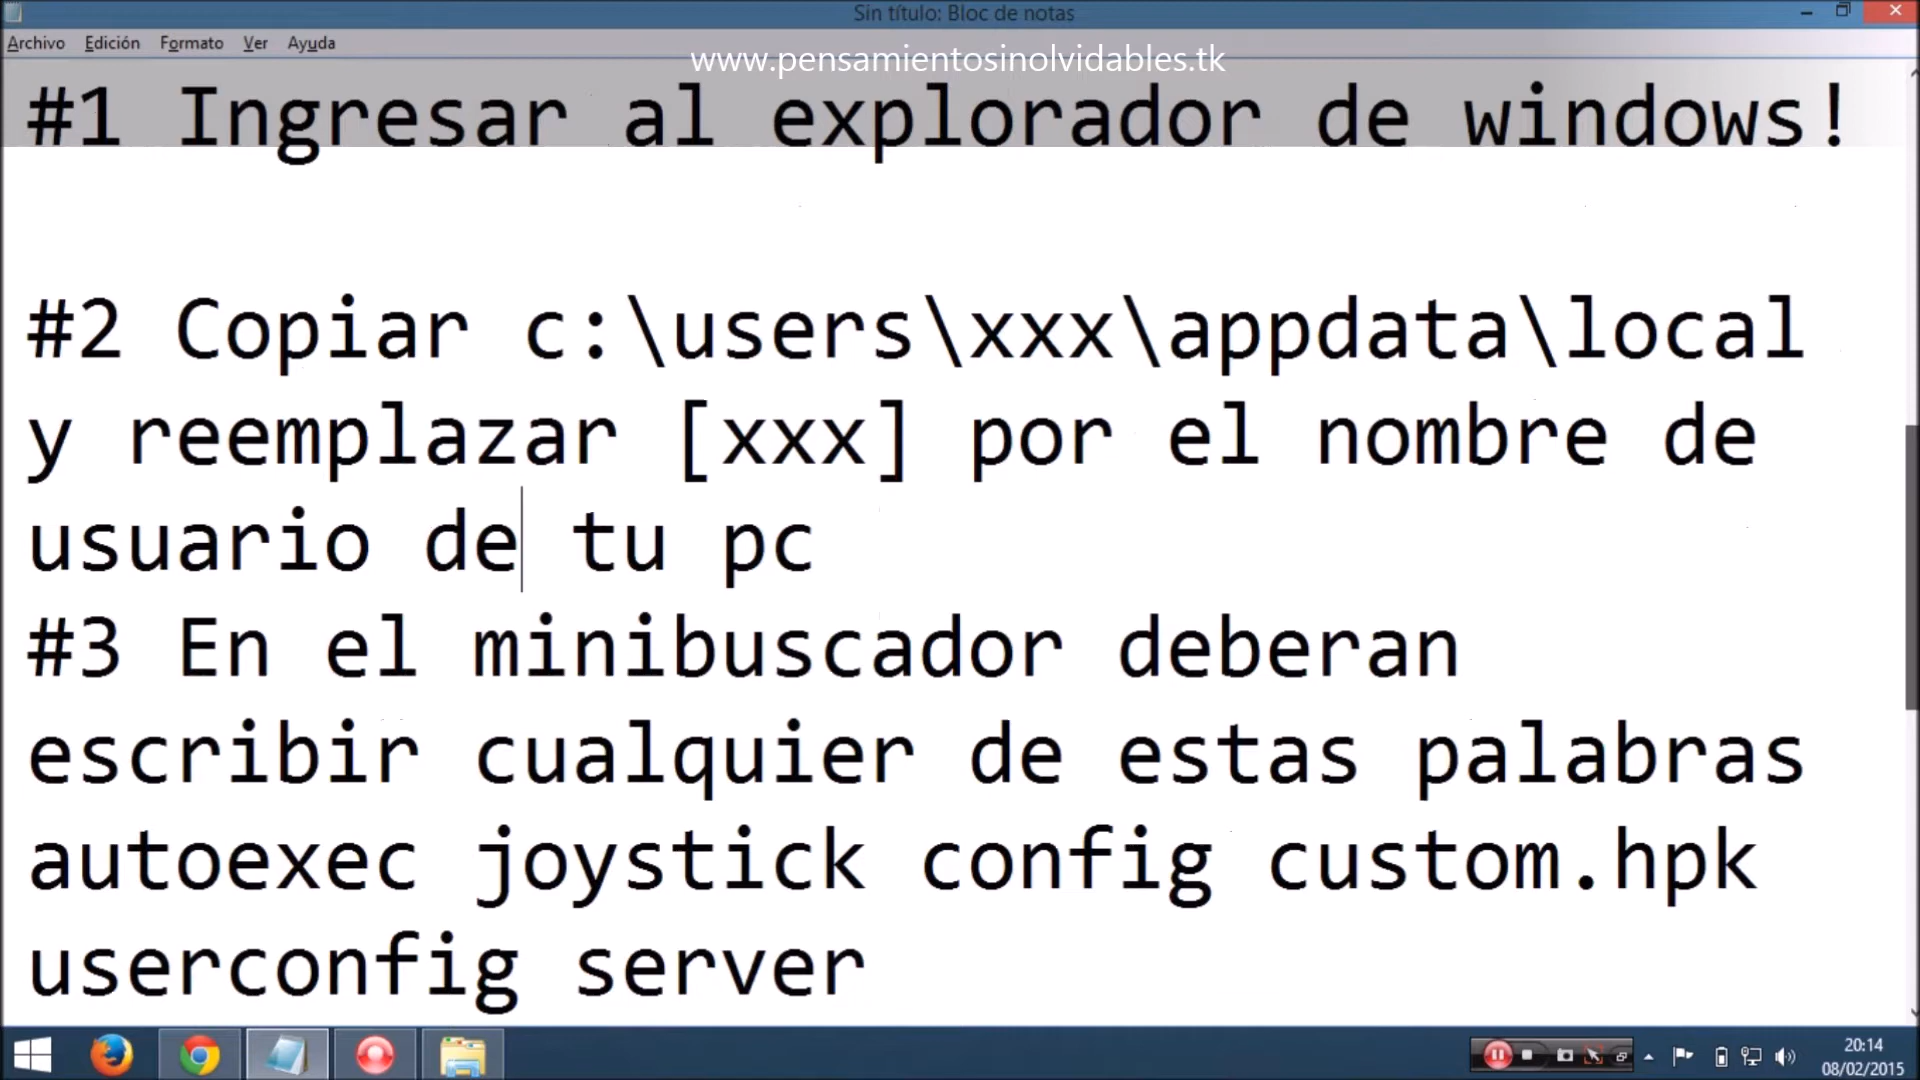 Sin título: Bloc de notas
Archivo Edición Formato Ver Ayuda
www.pensamientosinolvidables.tk
#1 Ingresar al explorador de windows!
#2 Copiar c:\users\xxx\appdata\local
y reemplazar [xxx] por el nombre de
usuario de tu pc
#3 En el minibuscador deberan
escribir cualquier de estas palabras
autoexec joystick config custom.hpk
userconfig server
20:14
08/02/2015